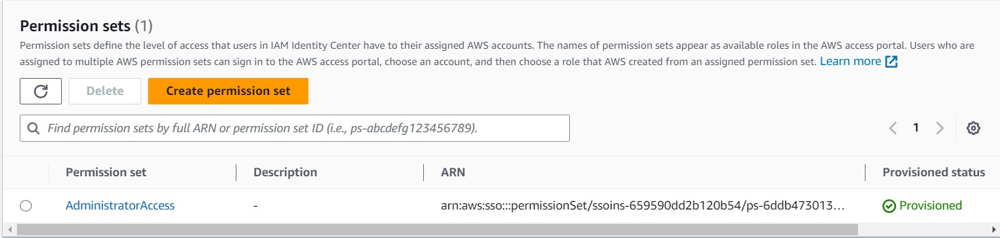 Permission sets (1)
Permission sets define the level of access that users in IAM Identity Center have to their assigned AWS accounts. The names of permission sets appear as available roles in the AWS access portal. Users who are
assigned to multiple AWS permission sets can sign in to the AWS access portal, choose an account, and then choose a role that AWS created from an assigned permission set. Learn more
Delete Create permission set
Find permission sets by full ARN or permission set ID (i.e., ps-abcdefg123456789). 1
Permission set Description ARN Provisioned status
AdministratorAccess - arn:aws:sso:::permissionSet/ssoins-659590dd2b120b54/ps-6ddb473013... Provisioned